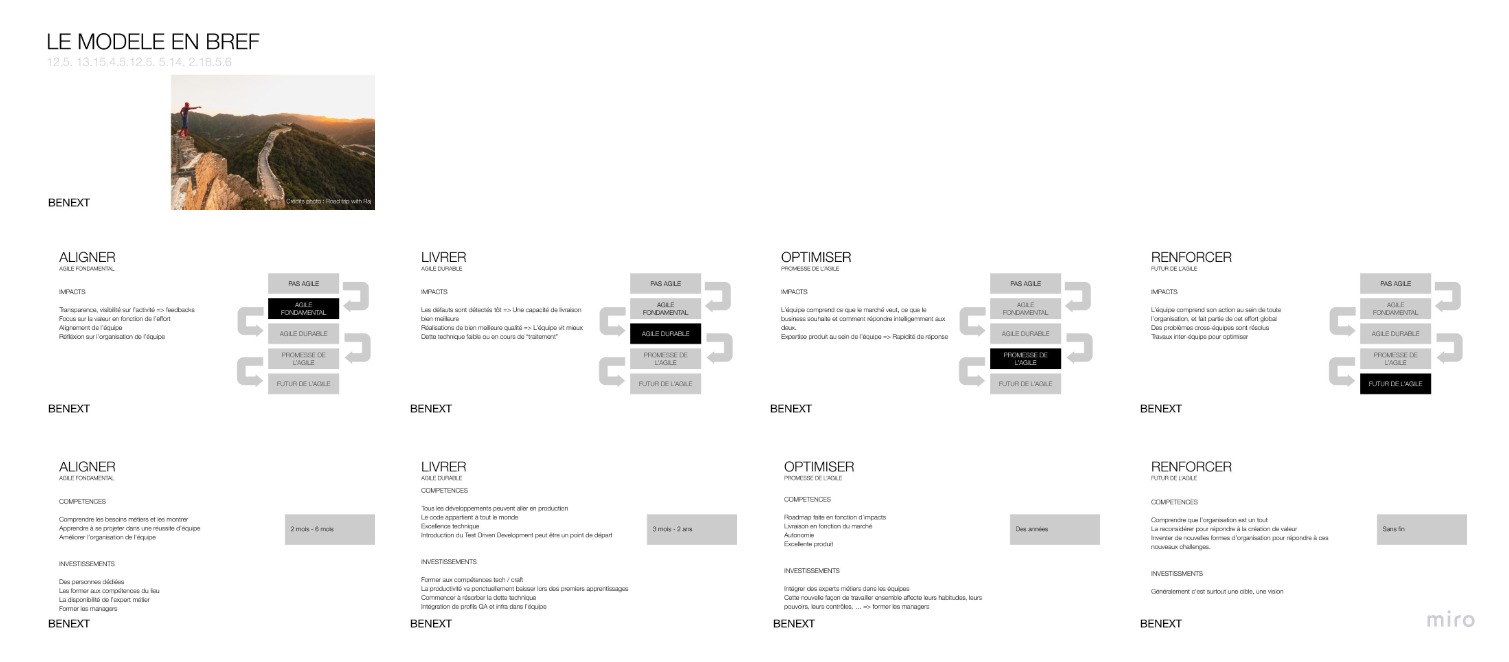 LE MODELE EN BREF
12.5. 13.15.4.5.12.5. 5.14. 2.18.5.6
Crédits photo : Road trip with Raj
BENEXT
ALIGNER
AGILE FONDAMENTAL
IMPACTS
Transparence, visibilité sur l'activité => feedbacks
Focus sur la valeur en fonction de l'effort
Alignement de l'équipe
Réflexion sur l'organisation de l'équipe
PAS AGILE
AGILE
FONDAMENTAL
AGILE DURABLE
PROMESSE DE
L'AGILE
FUTUR DE L'AGILE
BENEXT
LIVRER
AGILE DURABLE
IMPACTS
Les défauts sont détectés tôt => Une capacité de livraison
bien meilleure
Réalisations de bien meilleure qualité => L'équipe vit mieux
Dette technique faible ou en cours de "traitement"
PAS AGILE
AGILE
FONDAMENTAL
AGILE DURABLE
PROMESSE DE
L'AGILE
FUTUR DE L'AGILE
BENEXT
OPTIMISER
PROMESSE DE L'AGILE
IMPACTS
L'équipe comprend ce que le marché veut, ce que le
business souhaite et comment répondre intelligemment aux
deux.
Expertise produit au sein de l'équipe => Rapidité de réponse
PAS AGILE
AGILE
FONDAMENTAL
AGILE DURABLE
PROMESSE DE
L'AGILE
FUTUR DE L'AGILE
BENEXT
RENFORCER
FUTUR DE L'AGILE
IMPACTS
L'équipe comprend son action au sein de toute
l'organisation, et fait partie de cet effort global
Des problèmes cross-équipes sont résolus
Travaux inter-équipe pour optimiser
PAS AGILE
AGILE
FONDAMENTAL
AGILE DURABLE
PROMESSE DE
L'AGILE
FUTUR DE L'AGILE
BENEXT
ALIGNER
AGILE FONDAMENTAL
COMPETENCES
Comprendre les besoins métiers et les montrer
Apprendre à se projeter dans une réussite d'équipe
Améliorer l'organisation de l'équipe
2 mois - 6 mois
INVESTISSEMENTS
Des personnes dédiées
Les former aux compétences du lieu
La disponibilité de l'expert métier
Former les managers
BENEXT
LIVRER
AGILE DURABLE
COMPETENCES
Tous les développements peuvent aller en production
Le code appartient à tout le monde
Excellence technique
Introduction du Test Driven Development peut être un point de départ
3 mois - 2 ans
INVESTISSEMENTS
Former aux compétences tech / craft
La productivité va ponctuellement baisser lors des premiers apprentissages
Commencer à résorber la dette technique
Intégration de profils QA et infra dans l'équipe
BENEXT
OPTIMISER
PROMESSE DE L'AGILE
COMPETENCES
Roadmap faite en fonction d'impacts
Livraison en fonction du marché
Autonomie
Excellente produit
Des années
INVESTISSEMENTS
Intégrer des experts métiers dans les équipes
Cette nouvelle façon de travailler ensemble affecte leurs habitudes, leurs
pouvoirs, leurs contrôles, … => former les managers
BENEXT
RENFORCER
FUTUR DE L'AGILE
COMPETENCES
Comprendre que l'organisation est un tout
La reconsidérer pour répondre à la création de valeur
Inventer de nouvelles formes d'organisation pour répondre à ces
nouveaux challenges.
Sans fin
INVESTISSMENTS
Généralement c'est surtout une cible, une vision
BENEXT
miro